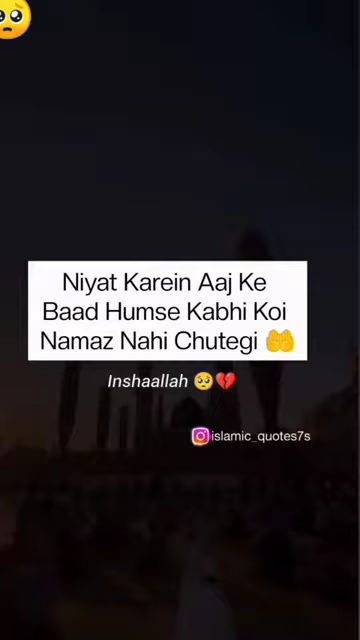 Niyat Karein Aaj Ke
Baad Humse Kabhi Koi
Namaz Nahi Chutegi 🤲
Inshaallah 🥺💔
islamic_quotes7s